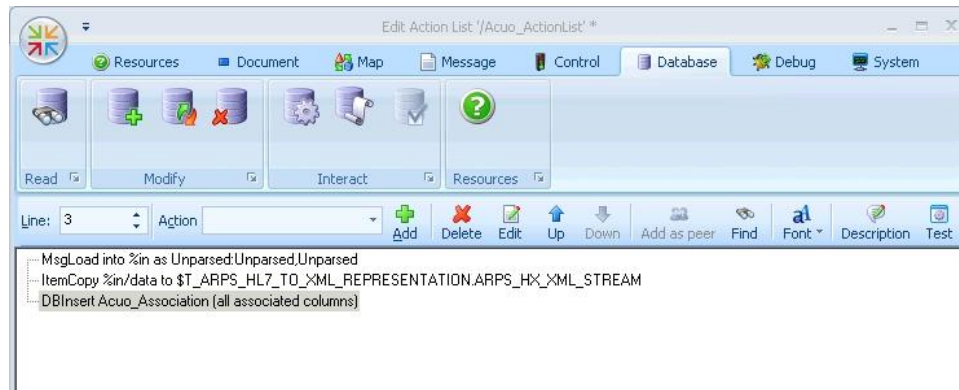 Edit Action List '/Acuo_ActionList' *
Resources Document Map Message Control Database Debug System
Read Modify Interact Resources
Line: 3 Action Add Delete Edit Up Down Add as peer Find Font Description Test
MsgLoad into %in as Unparsed:Unparsed,Unparsed
ItemCopy %in/data to $T_ARPS_HL7_TO_XML_REPRESENTATION.ARPS_HX_XML_STREAM
DBInsert Acuo_Association (all associated columns)